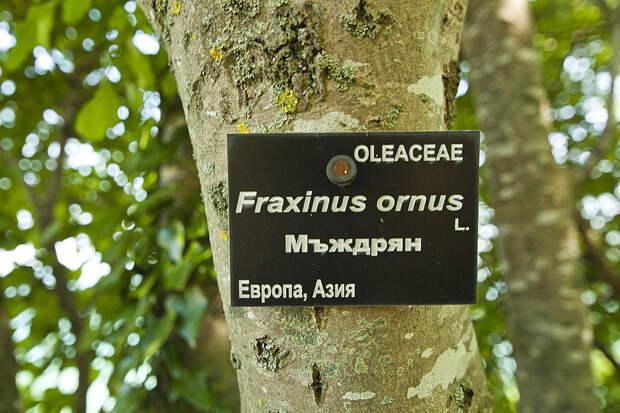 OLEACEAE
Fraxinus ornus
L.
Мъждрян
Европа, Азия